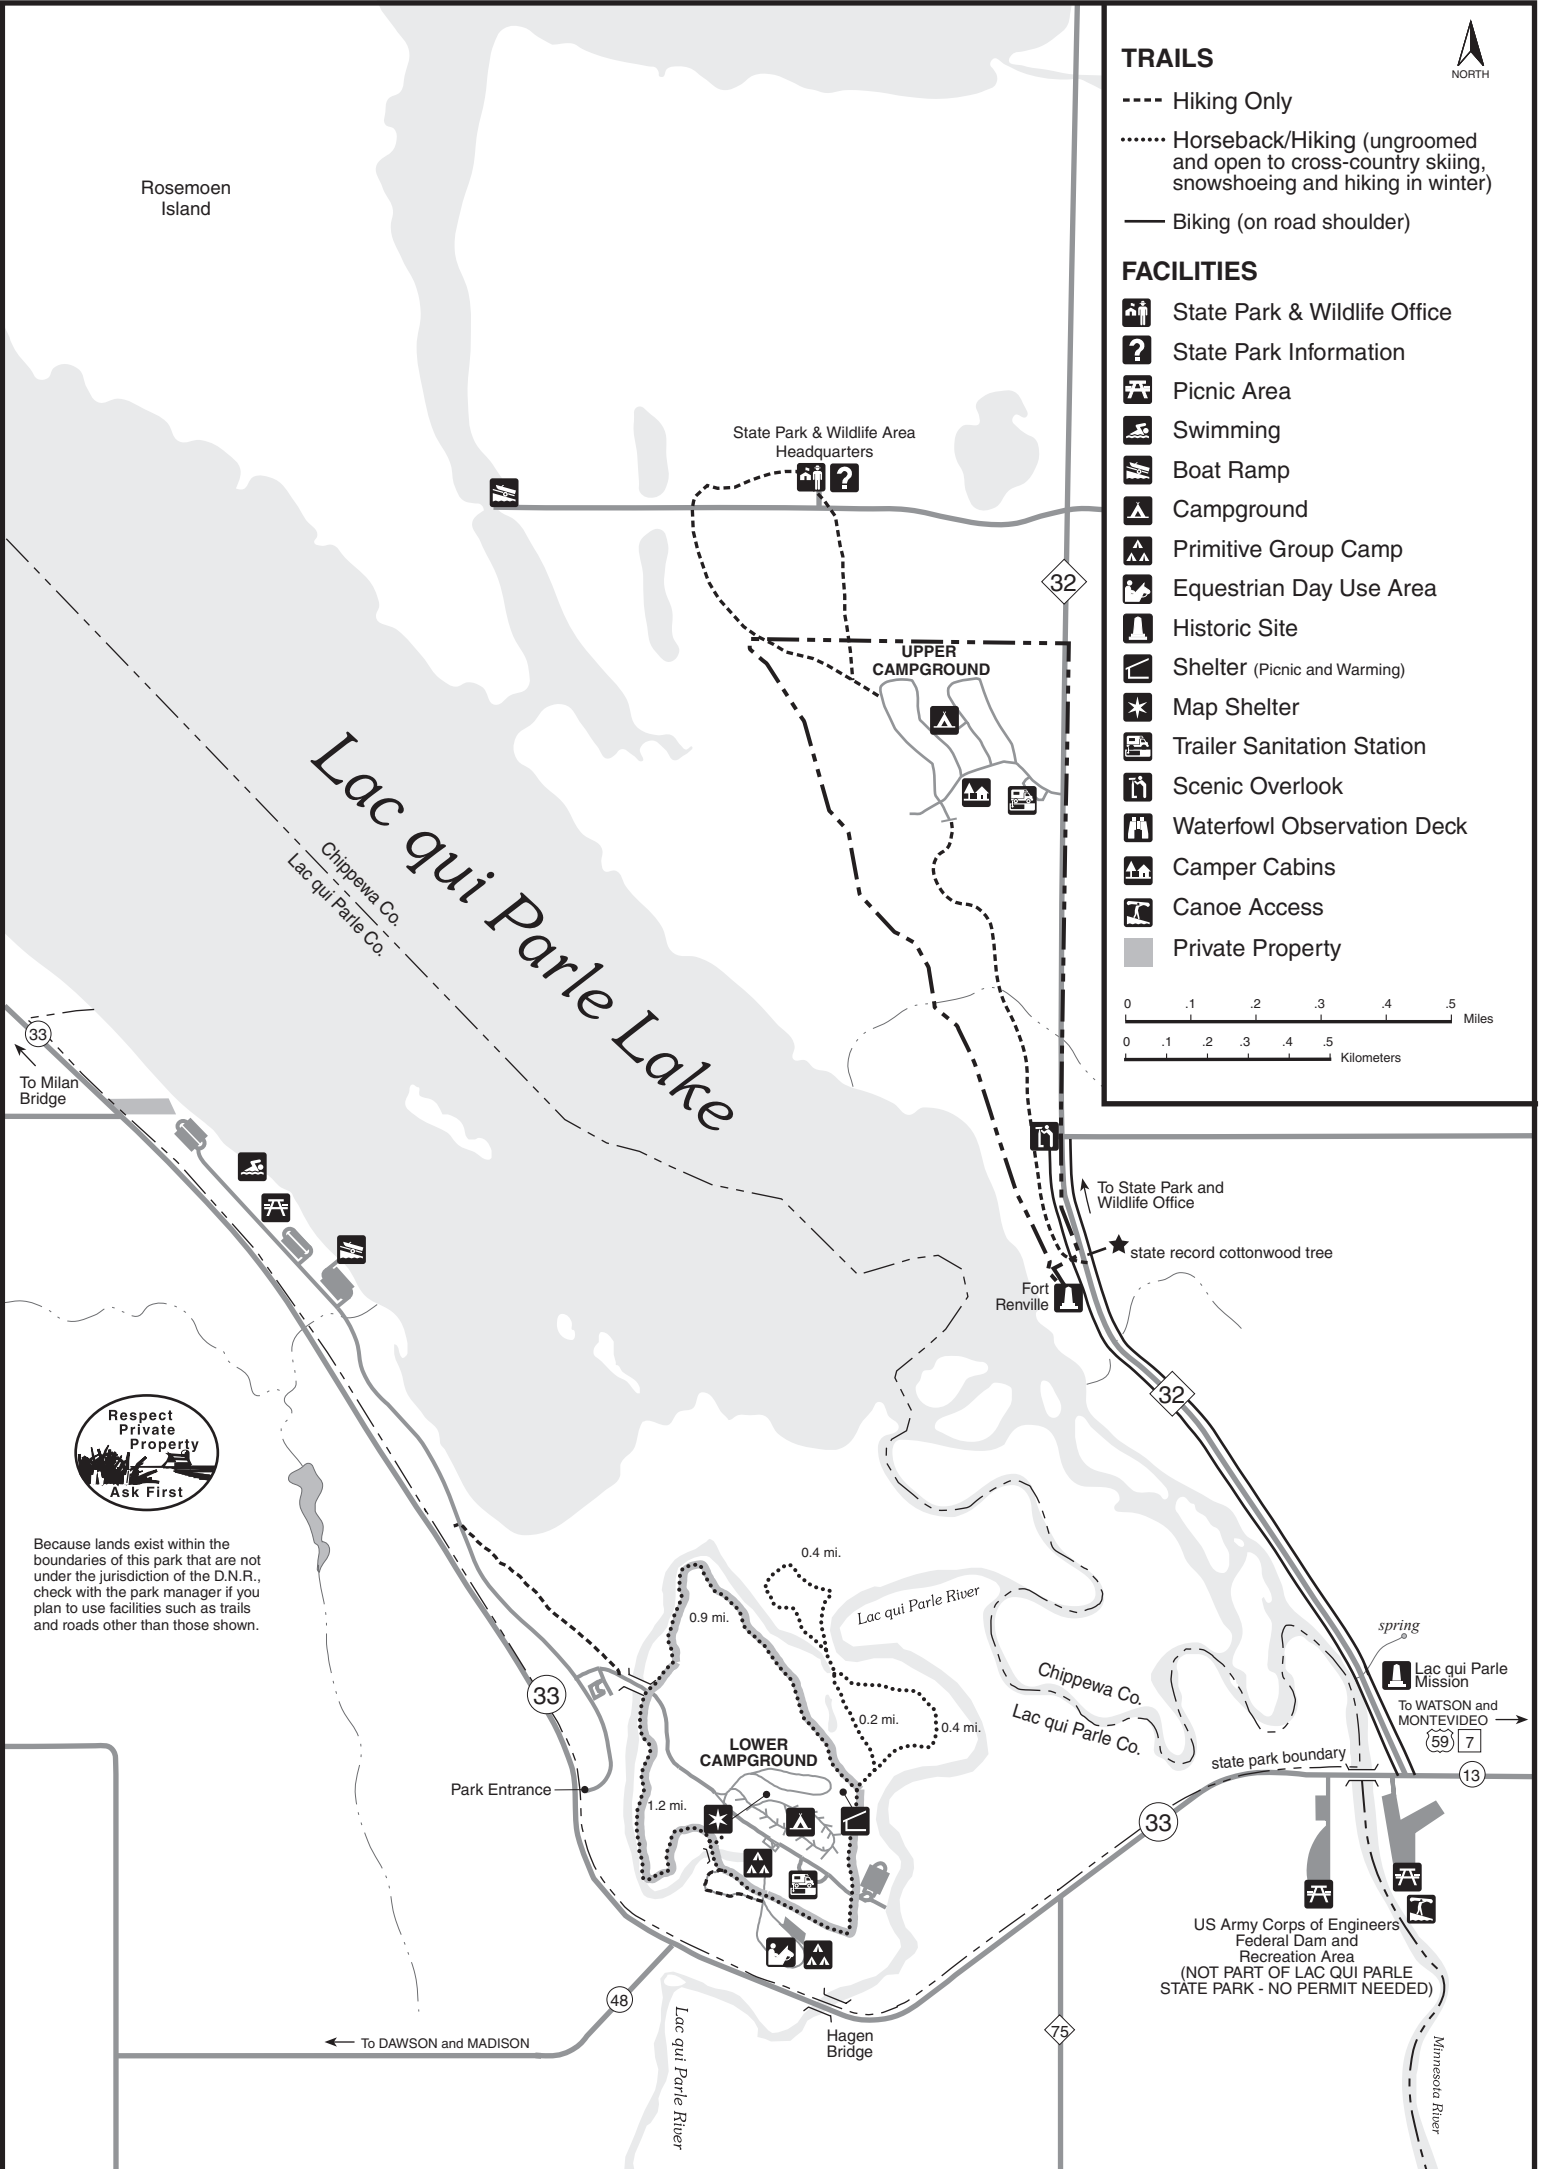 TRAILS
NORTH
Hiking Only
Horseback/Hiking (ungroomed
and open to cross-country skiing,
snowshoeing and hiking in winter)
Biking (on road shoulder)
FACILITIES
State Park & Wildlife Office
?
State Park Information
Picnic Area
Swimming
Boat Ramp
Campground
Primitive Group Camp
Equestrian Day Use Area
Historic Site
Shelter (Picnic and Warming)
Map Shelter
Trailer Sanitation Station
Scenic Overlook
Waterfowl Observation Deck
Camper Cabins
Canoe Access
Private Property
0 .1 .2 .3 .4 .5
Miles
0 .1 .2 .3 .4 .5
Kilometers
Rosemoen
Island
State Park & Wildlife Area
Headquarters
?
32
UPPER
CAMPGROUND
Lac qui Parle Lake
Chippewa Co.
Lac qui Parle Co.
33
To Milan
Bridge
To State Park and
Wildlife Office
state record cottonwood tree
Fort
Renville
32
Respect
Private
Property
Ask First
Because lands exist within the
boundaries of this park that are not
under the jurisdiction of the D.N.R.,
check with the park manager if you
plan to use facilities such as trails
and roads other than those shown.
0.4 mi.
0.9 mi.
Lac qui Parle River
spring
Lac qui Parle
Mission
Chippewa Co.
Lac qui Parle Co.
To WATSON and
MONTEVIDEO
59 7
33
0.2 mi.
0.4 mi.
LOWER
CAMPGROUND
state park boundary
13
Park Entrance
1.2 mi.
33
US Army Corps of Engineers
Federal Dam and
Recreation Area
(NOT PART OF LAC QUI PARLE
STATE PARK - NO PERMIT NEEDED)
48
75
To DAWSON and MADISON
Hagen
Bridge
Lac qui Parle River
Minnesota River